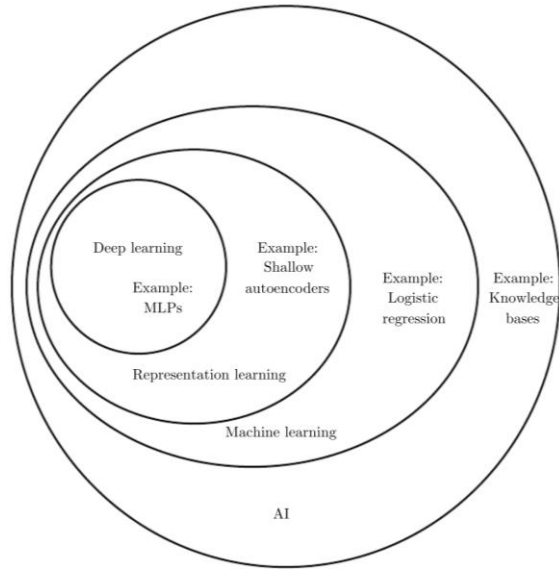 Deep learning
Example:
MLPs
Example:
Shallow
autoencoders
Example:
Logistic
regression
Example:
Knowledge
bases
Representation learning
Machine learning
AI